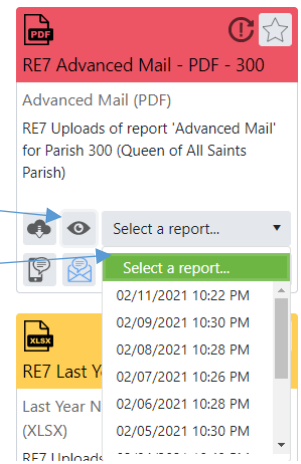 PDF
RE7 Advanced Mail - PDF - 300
Advanced Mail (PDF)
RE7 Uploads of report 'Advanced Mail'
for Parish 300 (Queen of All Saints
Parish)
Select a report...
Select a report...
02/11/2021 10:22 PM
02/09/2021 10:30 PM
02/08/2021 10:28 PM
02/07/2021 10:26 PM
02/06/2021 10:28 PM
02/05/2021 10:30 PM
XLSX
RE7 Last Y
Last Year N
(XLSX)
RE7 Uploads